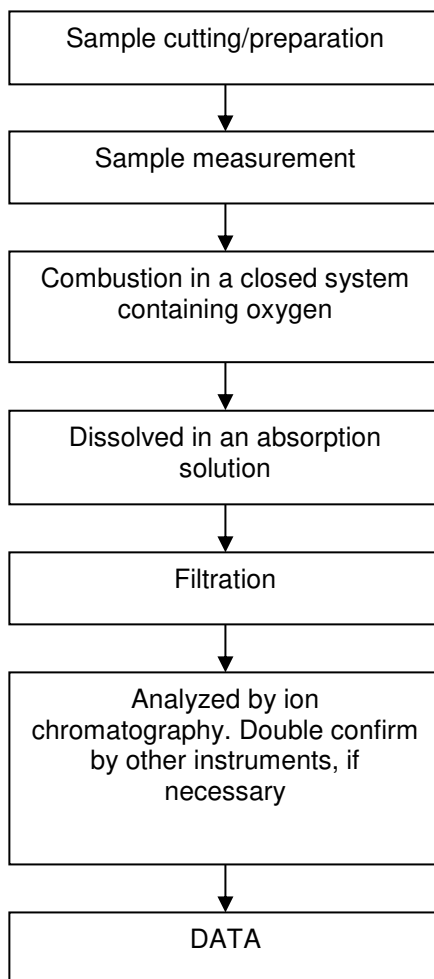 Sample cutting/preparation
Sample measurement
Combustion in a closed system
containing oxygen
Dissolved in an absorption
solution
Filtration
Analyzed by ion
chromatography. Double confirm
by other instruments, if
necessary
DATA